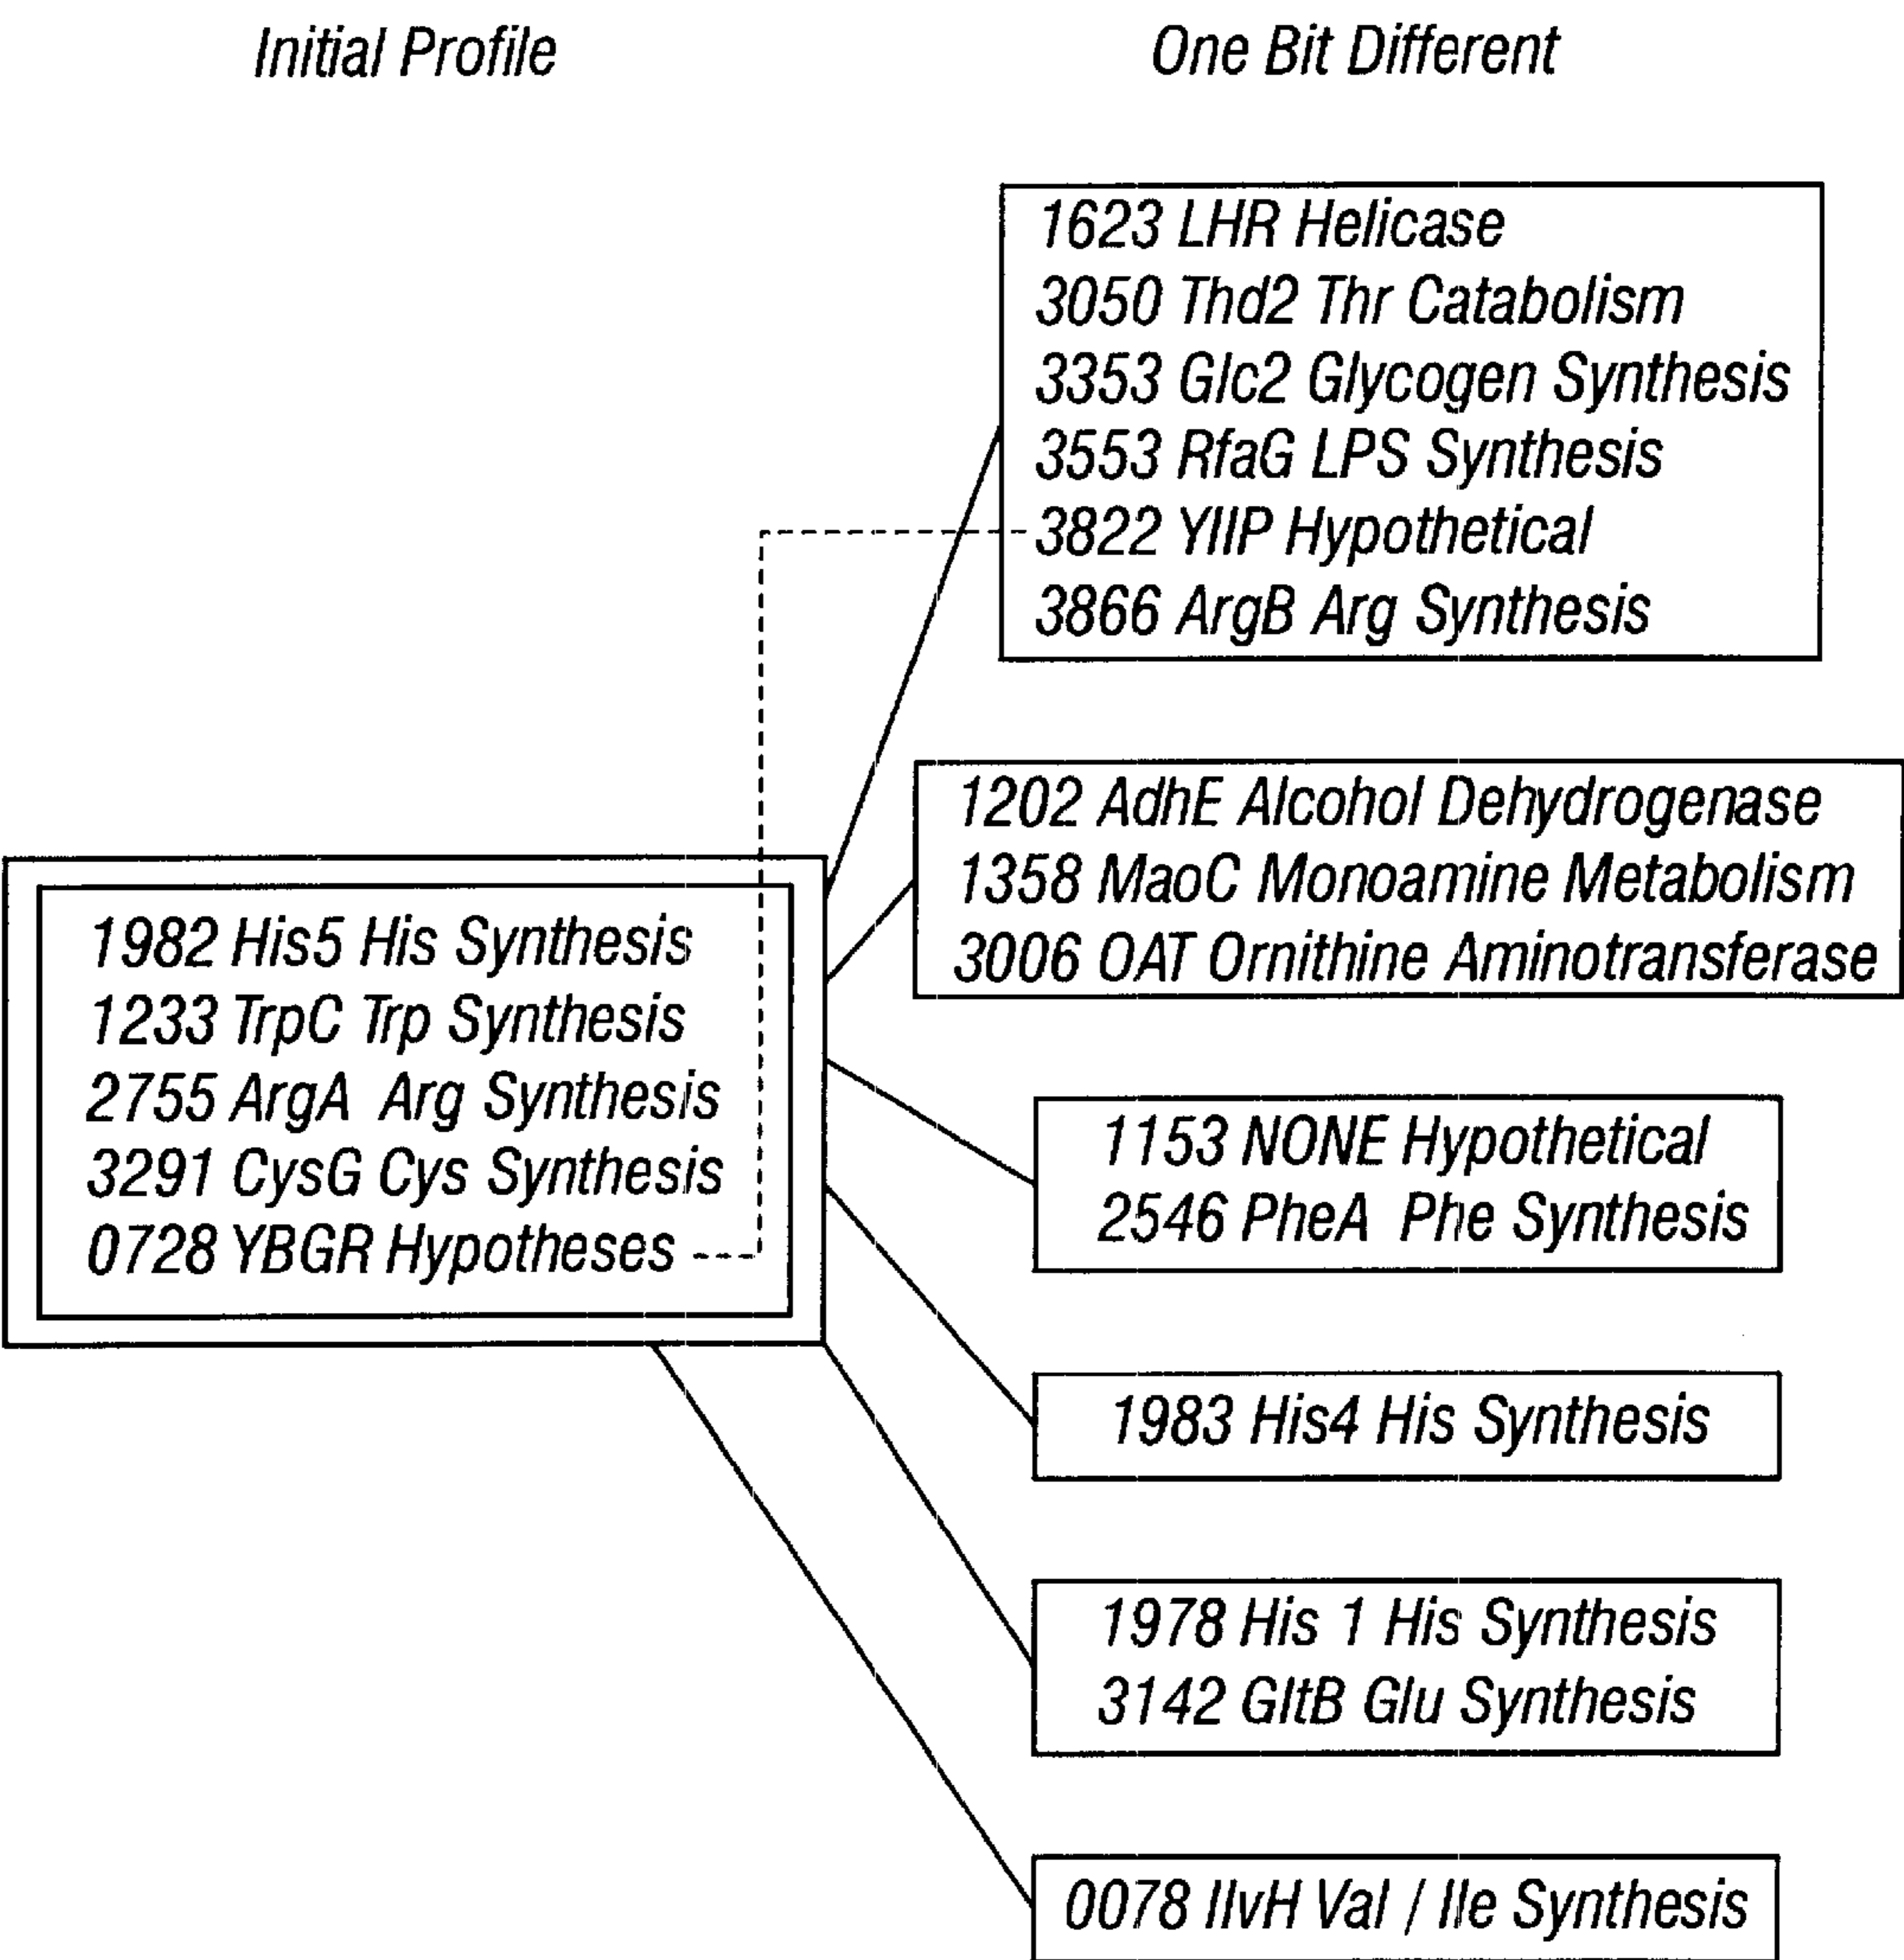 Initial Profile
One Bit Different
1623 LHR Helicase
3050 Thd2 Thr Catabolism
3353 Glc2 Glycogen Synthesis
3553 RfaG LPS Synthesis
3822 YIIP Hypothetical
3866 ArgB Arg Synthesis
1202 AdhE Alcohol Dehydrogenase
1358 MaoC Monoamine Metabolism
3006 OAT Ornithine Aminotransferase
1982 His5 His Synthesis
1233 TrpC Trp Synthesis
2755 ArgA Arg Synthesis
3291 CysG Cys Synthesis
0728 YBGR Hypotheses
1153 NONE Hypothetical
2546 PheA Phe Synthesis
1983 His4 His Synthesis
1978 His 1 His Synthesis
3142 GltB Glu Synthesis
0078 IlvH Val / Ile Synthesis